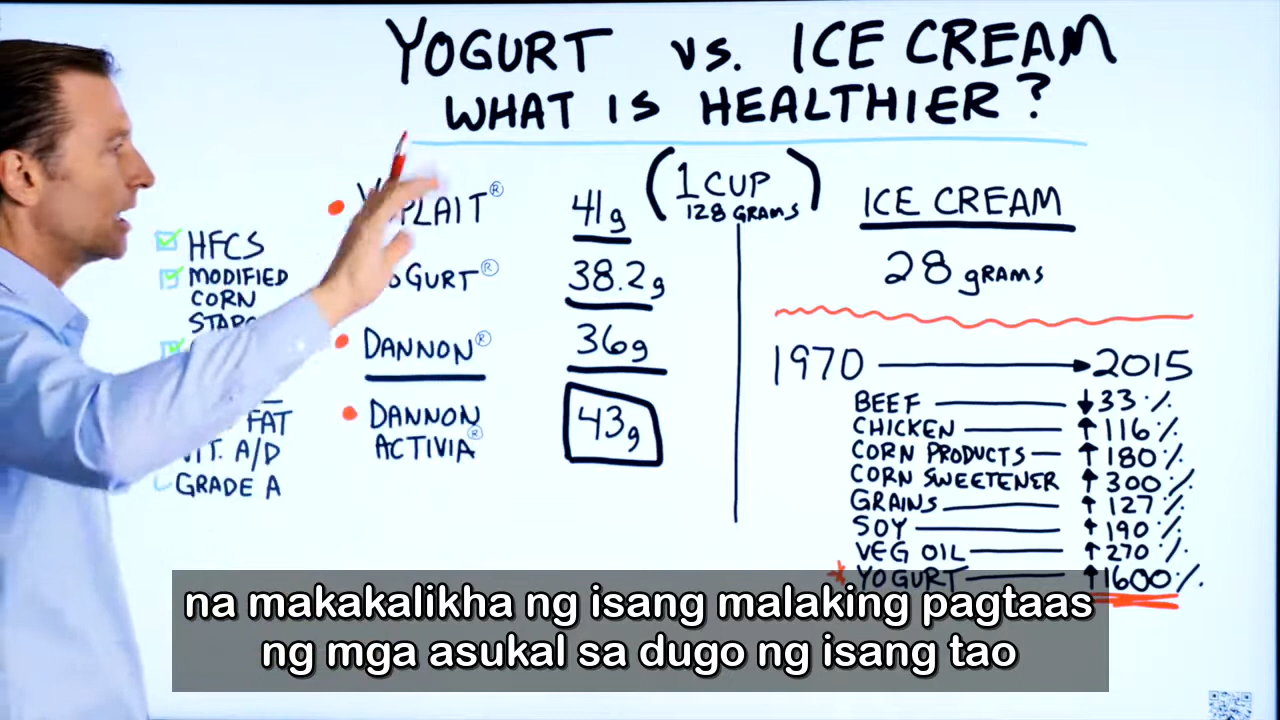 YOGURT vs. ICE CREAM
WHAT IS HEALTHIER?
HFCS
MODIFIED
CORN
FAT
A/D
GRADE A
PLAIT® 41g (1 CUP
128 GRAMS)
GURT® 38.2g
DANNON® 36g
DANNON
ACTIVIA® 43g
ICE CREAM
28 GRAMS
1970 → 2015
BEEF — ↓ 33%
CHICKEN — ↑ 116%
CORN PRODUCTS — ↑ 180%
CORN SWEETENER ↑ 300%
GRAINS — ↑ 127%
SOY — ↑ 190%
VEG OIL — ↑ 270%
* YOGURT — ↑ 1600%
na makakalikha ng isang malaking pagtaas
ng mga asukal sa dugo ng isang tao